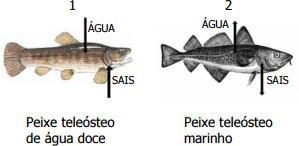 1
ÁGUA
SAIS
Peixe teleósteo
de água doce
2
ÁGUA
SAIS
Peixe teleósteo
marinho